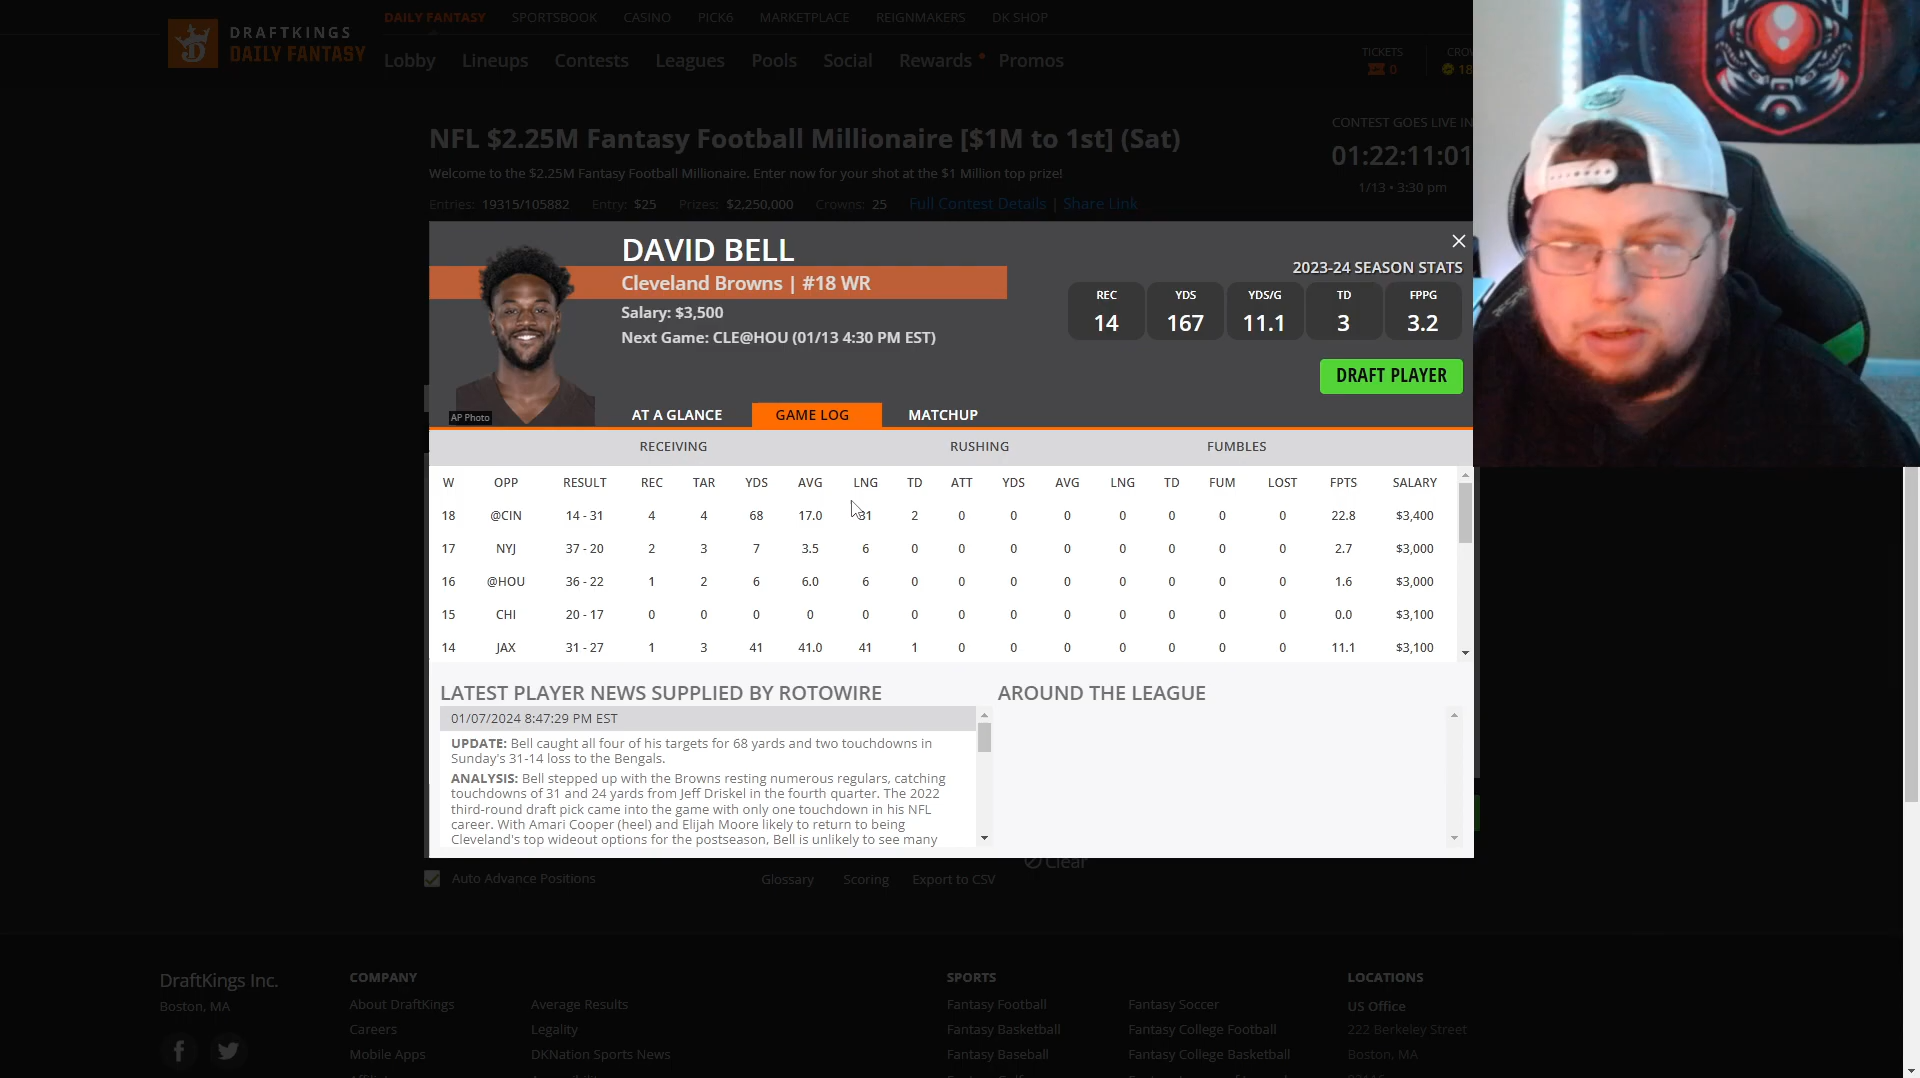 DAILY FANTASY SPORTSBOOK CASINO PICK6 MARKETPLACE REIGNMAKERS DK SHOP
DRAFTKINGS
DAILY FANTASY
Lobby Lineups Contests Leagues Pools Social Rewards Promos
TICKETS
0
18
NFL $2.25M Fantasy Football Millionaire [$1M to 1st] (Sat)
CONTEST GOES LIVE IN
01:22:11:01
Welcome to the $2.25M Fantasy Football Millionaire. Enter now for your shot at the $1 Million top prize!
1/13 • 3:30 pm
Entries: 19315/105882 Entry: $25 Prizes: $2,250,000 Crowns: 25 Full Contest Details | Share Link
DAVID BELL
Cleveland Browns | #18 WR
Salary: $3,500
Next Game: CLE@HOU (01/13 4:30 PM EST)
2023-24 SEASON STATS
REC YDS YDS/G TD FPPG
14 167 11.1 3 3.2
DRAFT PLAYER
AP Photo
AT A GLANCE GAME LOG MATCHUP
RECEIVING RUSHING FUMBLES
W OPP RESULT REC TAR YDS AVG LNG TD ATT YDS AVG LNG TD FUM LOST FPTS SALARY
18 @CIN 14 - 31 4 4 68 17.0 31 2 0 0 0 0 0 0 0 22.8 $3,400
17 NYJ 37 - 20 2 3 7 3.5 6 0 0 0 0 0 0 0 0 2.7 $3,000
16 @HOU 36 - 22 1 2 6 6.0 6 0 0 0 0 0 0 0 0 1.6 $3,000
15 CHI 20 - 17 0 0 0 0 0 0 0 0 0 0 0 0 0 0.0 $3,100
14 JAX 31 - 27 1 3 41 41.0 41 1 0 0 0 0 0 0 0 11.1 $3,100
LATEST PLAYER NEWS SUPPLIED BY ROTOWIRE
AROUND THE LEAGUE
01/07/2024 8:47:29 PM EST
UPDATE: Bell caught all four of his targets for 68 yards and two touchdowns in
Sunday's 31-14 loss to the Bengals.
ANALYSIS: Bell stepped up with the Browns resting numerous regulars, catching
touchdowns of 31 and 24 yards from Jeff Driskel in the fourth quarter. The 2022
third-round draft pick came into the game with only one touchdown in his NFL
career. With Amari Cooper (heel) and Elijah Moore likely to return to being
Cleveland's top wideout options for the postseason, Bell is unlikely to see many
Clear
Auto Advance Positions Glossary Scoring Export to CSV
DraftKings Inc.
Boston, MA
COMPANY
About DraftKings
Careers
Mobile Apps
Average Results
Legality
DKNation Sports News
SPORTS
Fantasy Football
Fantasy Basketball
Fantasy Baseball
Fantasy Soccer
Fantasy College Football
Fantasy College Basketball
LOCATIONS
US Office
222 Berkeley Street
Boston, MA